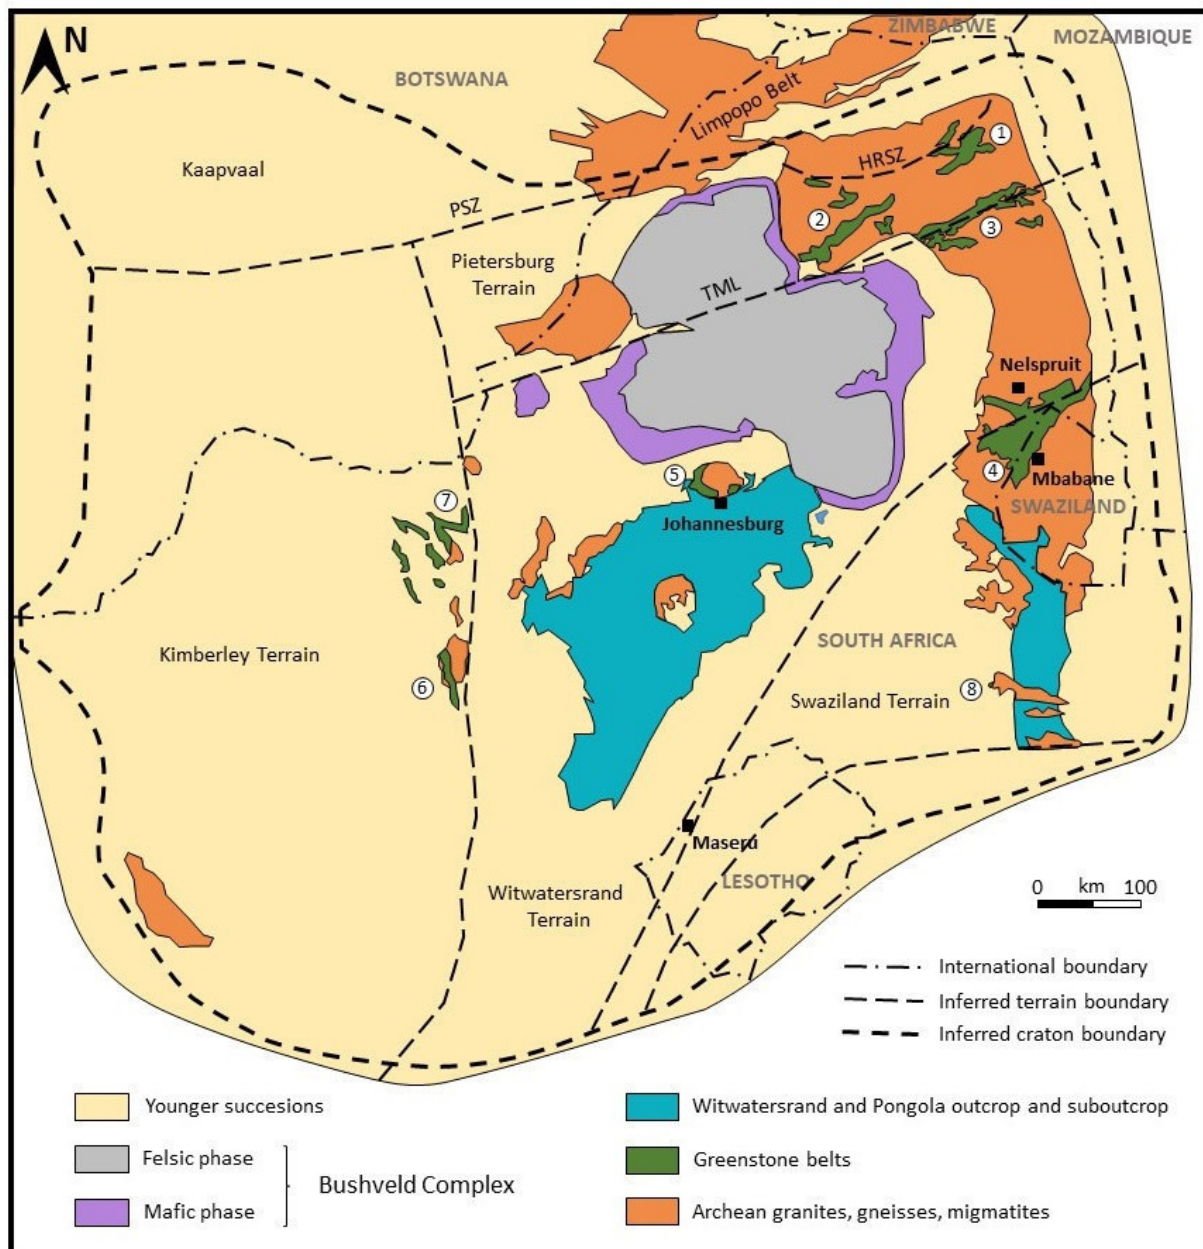 N
ZIMBABWE
MOZAMBIQUE
BOTSWANA
Limpopo Belt
Kaapvaal
HRSZ
1
PSZ
2
3
Pietersburg
Terrain
TML
Nelspruit
4
Mbabane
SWAZILAND
5
Johannesburg
7
Kimberley Terrain
6
SOUTH AFRICA
Swaziland Terrain
8
Maseru
LESOTHO
Witwatersrand
Terrain
0 km 100
International boundary
Inferred terrain boundary
Inferred craton boundary
Younger succesions
Felsic phase
Mafic phase
Bushveld Complex
Witwatersrand and Pongola outcrop and suboutcrop
Greenstone belts
Archean granites, gneisses, migmatites